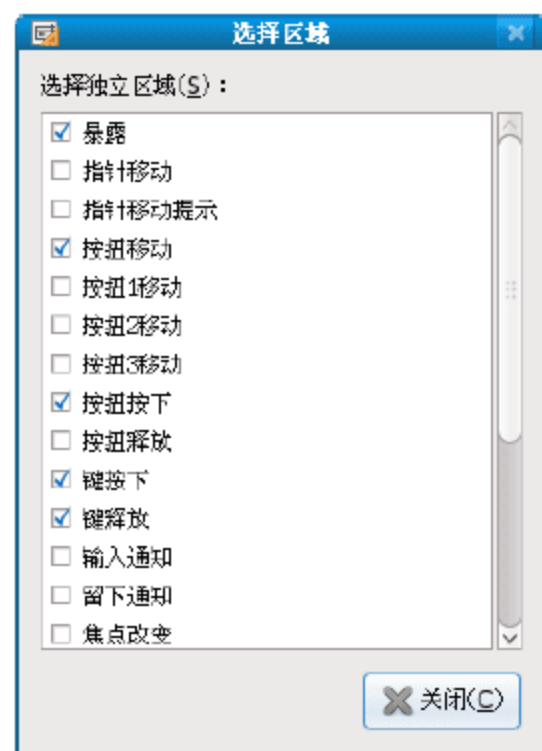 选择区域
选择独立区域(S)：
暴露
指针移动
指针移动提示
按扭移动
按扭1移动
按扭2移动
按扭3移动
按扭按下
按扭释放
键按下
键释放
输入通知
留下通知
焦点改变
关闭(C)